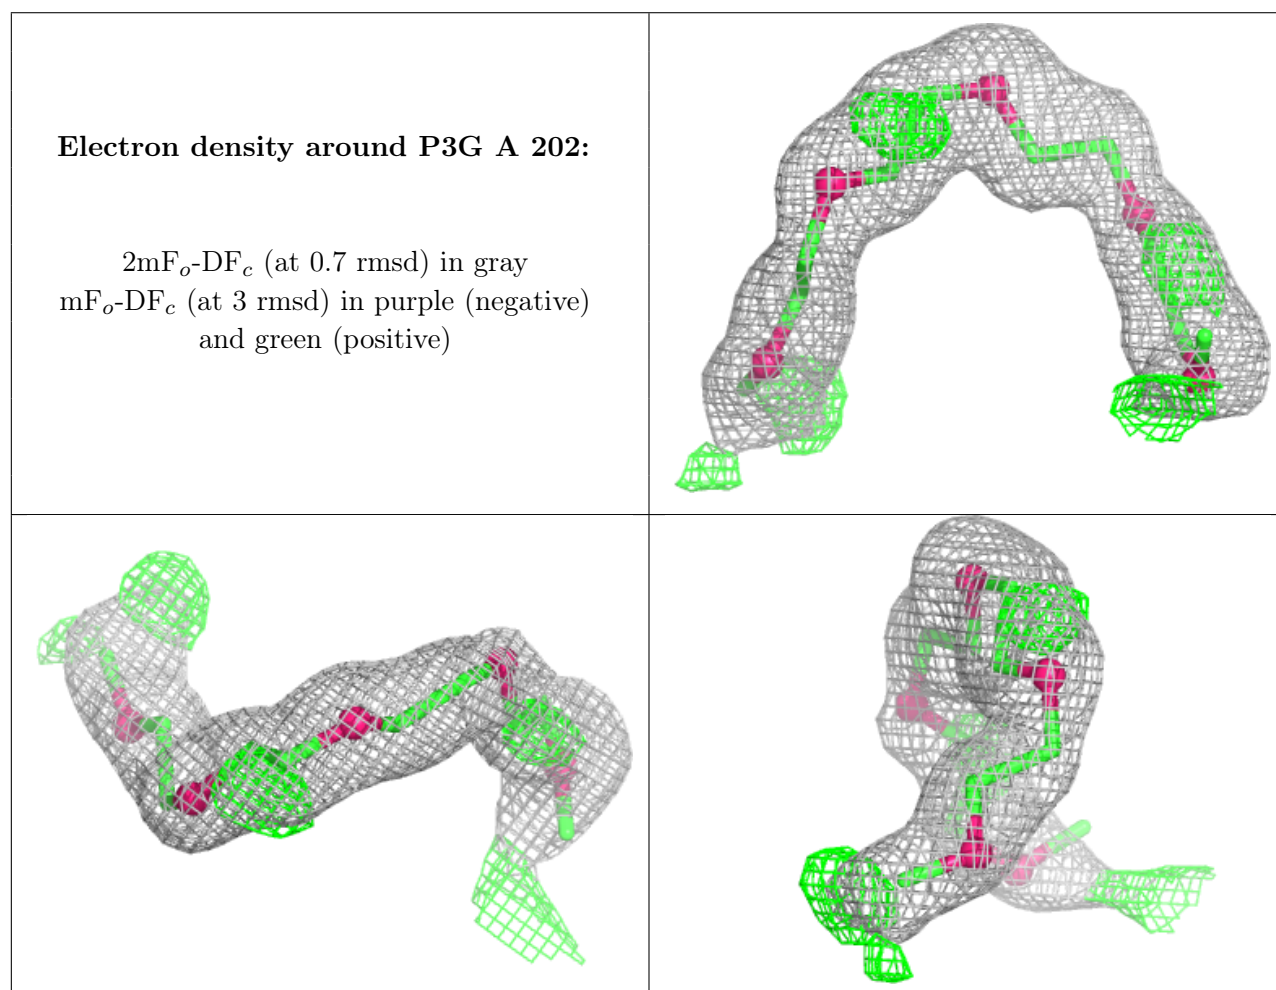 Electron density around P3G A 202:
2mFo-DFc (at 0.7 rmsd) in gray
mFo-DFc (at 3 rmsd) in purple (negative)
and green (positive)